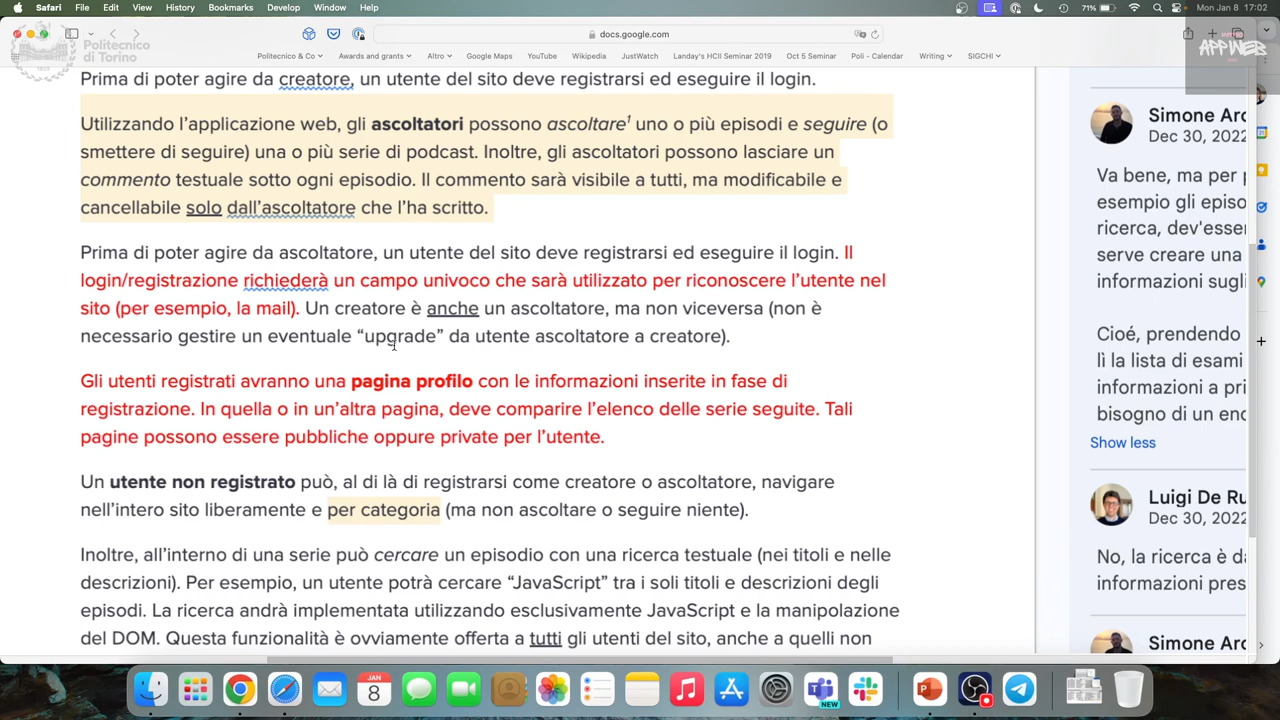 Safari File Edit View History Bookmarks Develop Window Help
71% Mon Jan 8 17:02
Politecnico di Torino
docs.google.com
INTRO APPWEB
Politecnico & Co Awards and grants Altro Google Maps YouTube Wikipedia JustWatch Landay's HCII Seminar 2019 Oct 5 Seminar Poli - Calendar Writing SIGCHI
Prima di poter agire da creatore, un utente del sito deve registrarsi ed eseguire il login.
Utilizzando l'applicazione web, gli ascoltatori possono ascoltare¹ uno o più episodi e seguire (o
smettere di seguire) una o più serie di podcast. Inoltre, gli ascoltatori possono lasciare un
commento testuale sotto ogni episodio. Il commento sarà visibile a tutti, ma modificabile e
cancellabile solo dall'ascoltatore che l'ha scritto.
Prima di poter agire da ascoltatore, un utente del sito deve registrarsi ed eseguire il login. Il
login/registrazione richiederà un campo univoco che sarà utilizzato per riconoscere l'utente nel
sito (per esempio, la mail). Un creatore è anche un ascoltatore, ma non viceversa (non è
necessario gestire un eventuale “upgrade” da utente ascoltatore a creatore).
Gli utenti registrati avranno una pagina profilo con le informazioni inserite in fase di
registrazione. In quella o in un'altra pagina, deve comparire l'elenco delle serie seguite. Tali
pagine possono essere pubbliche oppure private per l'utente.
Un utente non registrato può, al di là di registrarsi come creatore o ascoltatore, navigare
nell'intero sito liberamente e per categoria (ma non ascoltare o seguire niente).
Inoltre, all'interno di una serie può cercare un episodio con una ricerca testuale (nei titoli e nelle
descrizioni). Per esempio, un utente potrà cercare “JavaScript” tra i soli titoli e descrizioni degli
episodi. La ricerca andrà implementata utilizzando esclusivamente JavaScript e la manipolazione
del DOM. Questa funzionalità è ovviamente offerta a tutti gli utenti del sito, anche a quelli non
Simone Ar
Dec 30, 2022
Va bene, ma per p
esempio gli episo
ricerca, dev'esser
serve creare una
informazioni sugli
Cioé, prendendo
lì la lista di esami
informazioni a pri
bisogno di un enc
Show less
Luigi De Ru
Dec 30, 2022
No, la ricerca è da
informazioni pres
Simone Ar
JAN 8
NEW